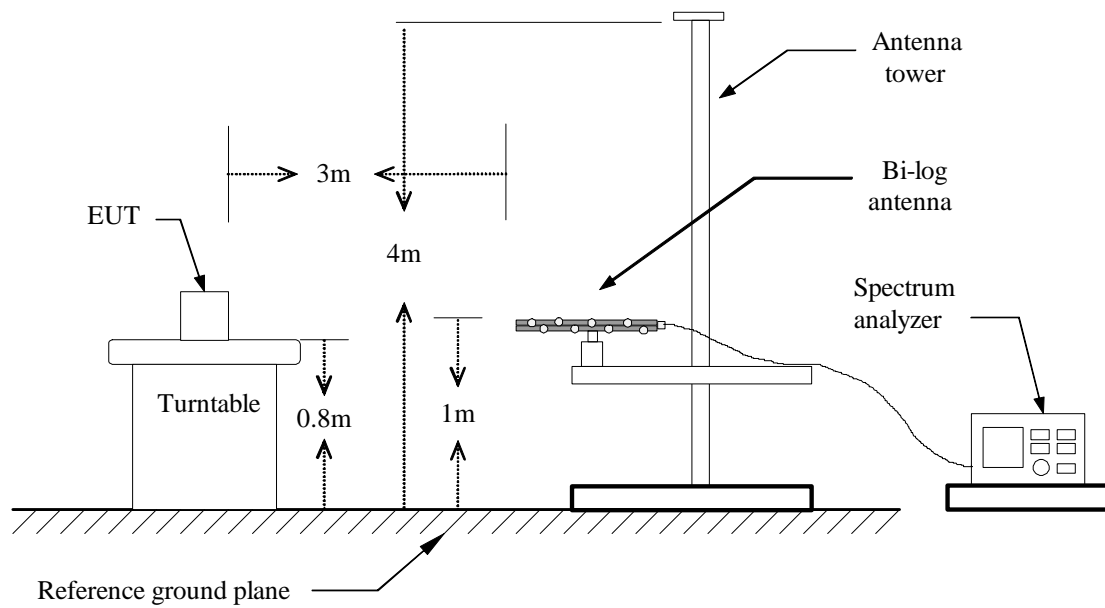 Antenna
tower
3m
Bi-log
antenna
EUT
4m
Spectrum
analyzer
Turntable
0.8m
1m
Reference ground plane